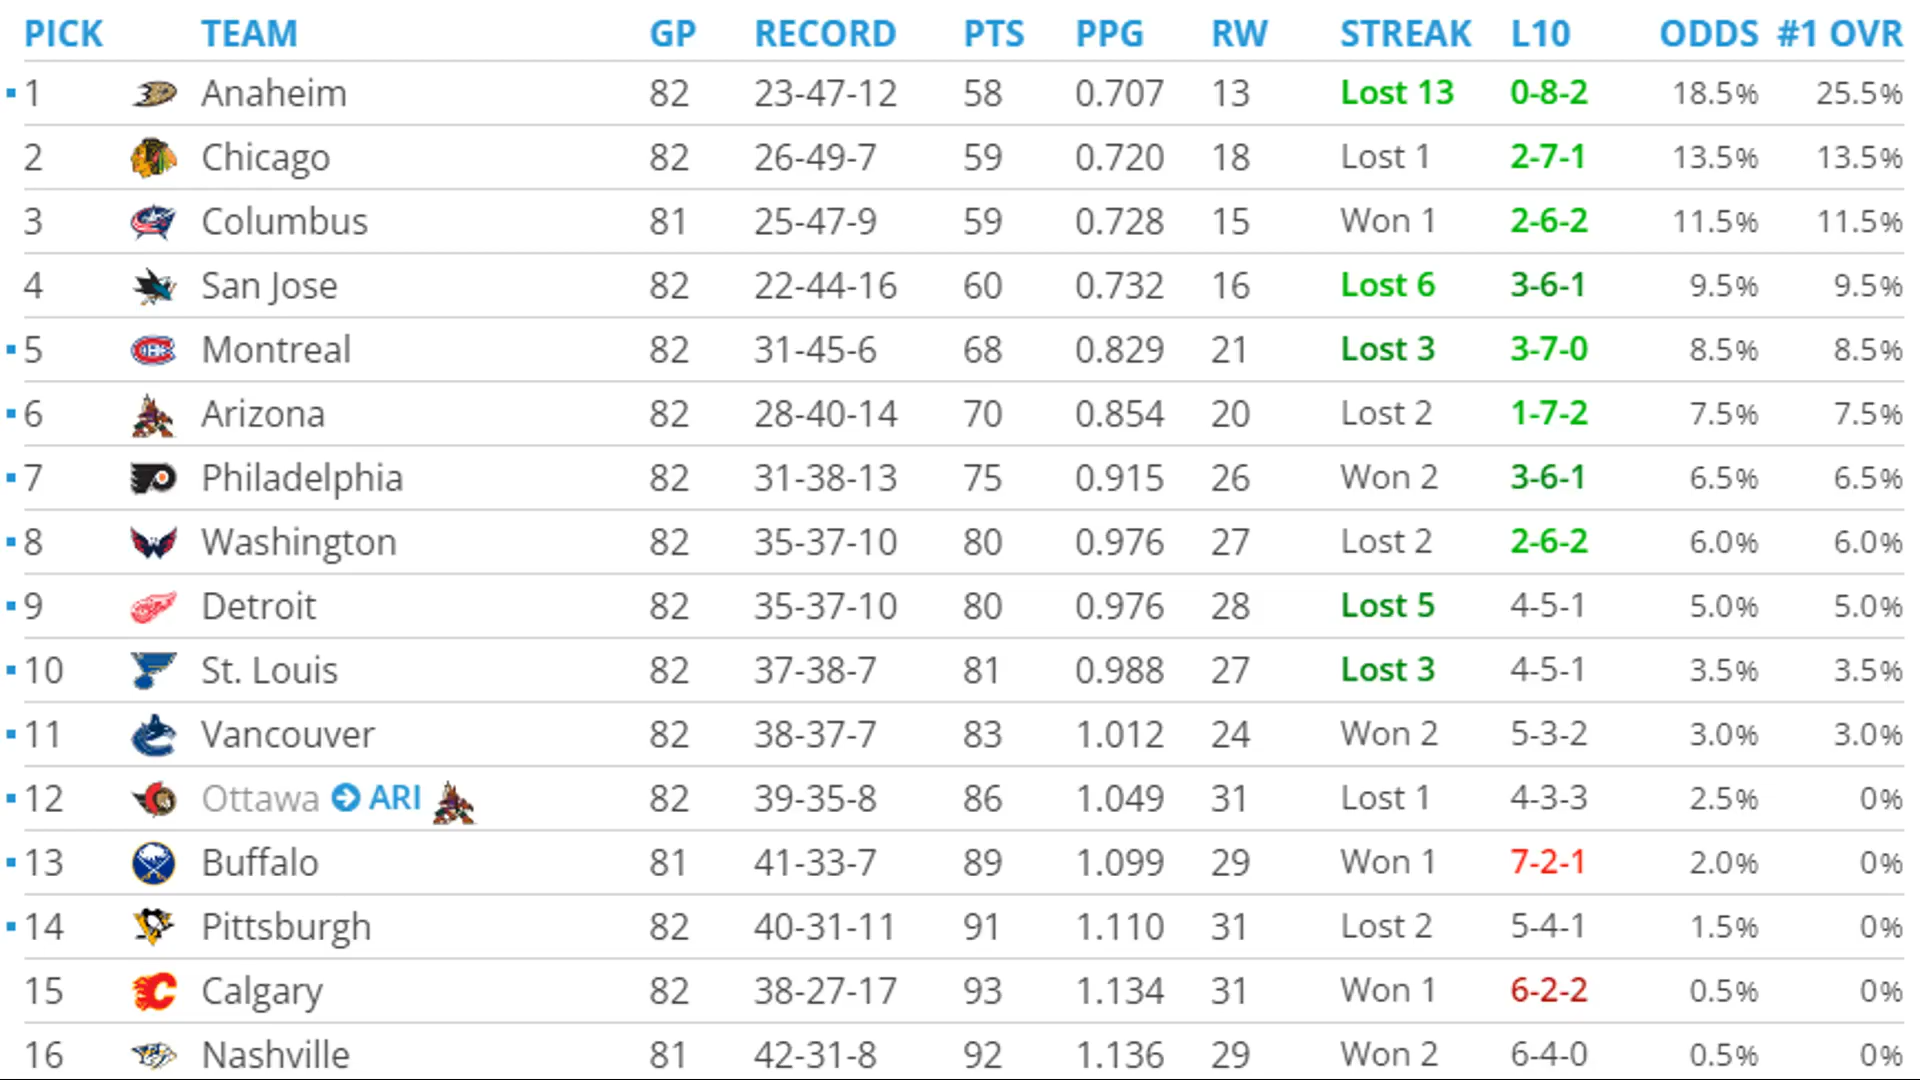 PICK TEAM GP RECORD PTS PPG RW STREAK L10 ODDS #1 OVR
1 Anaheim 82 23-47-12 58 0.707 13 Lost 13 0-8-2 18.5% 25.5%
2 Chicago 82 26-49-7 59 0.720 18 Lost 1 2-7-1 13.5% 13.5%
3 Columbus 81 25-47-9 59 0.728 15 Won 1 2-6-2 11.5% 11.5%
4 San Jose 82 22-44-16 60 0.732 16 Lost 6 3-6-1 9.5% 9.5%
5 Montreal 82 31-45-6 68 0.829 21 Lost 3 3-7-0 8.5% 8.5%
6 Arizona 82 28-40-14 70 0.854 20 Lost 2 1-7-2 7.5% 7.5%
7 Philadelphia 82 31-38-13 75 0.915 26 Won 2 3-6-1 6.5% 6.5%
8 Washington 82 35-37-10 80 0.976 27 Lost 2 2-6-2 6.0% 6.0%
9 Detroit 82 35-37-10 80 0.976 28 Lost 5 4-5-1 5.0% 5.0%
10 St. Louis 82 37-38-7 81 0.988 27 Lost 3 4-5-1 3.5% 3.5%
11 Vancouver 82 38-37-7 83 1.012 24 Won 2 5-3-2 3.0% 3.0%
12 Ottawa ARI 82 39-35-8 86 1.049 31 Lost 1 4-3-3 2.5% 0%
13 Buffalo 81 41-33-7 89 1.099 29 Won 1 7-2-1 2.0% 0%
14 Pittsburgh 82 40-31-11 91 1.110 31 Lost 2 5-4-1 1.5% 0%
15 Calgary 82 38-27-17 93 1.134 31 Won 1 6-2-2 0.5% 0%
16 Nashville 81 42-31-8 92 1.136 29 Won 2 6-4-0 0.5% 0%